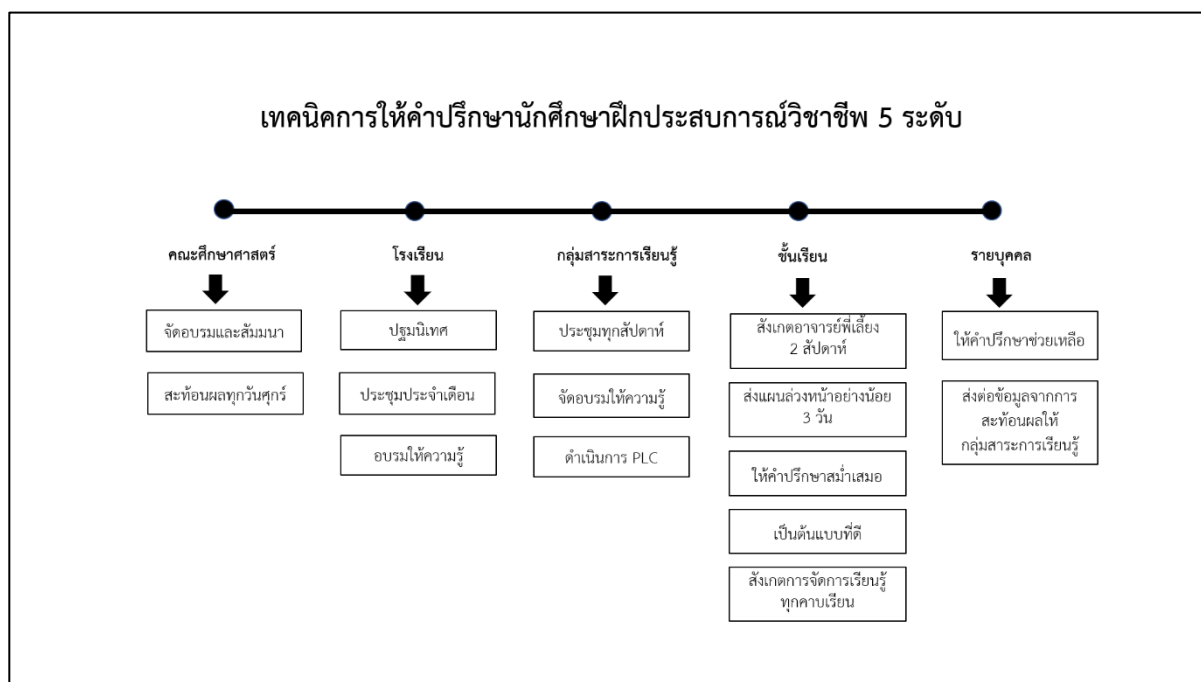 เทคนิคการให้คำปรึกษานักศึกษาฝึกประสบการณ์วิชาชีพ 5 ระดับ
คณะศึกษาศาสตร์
จัดอบรมและสัมมนา
สะท้อนผลทุกวันศุกร์
โรงเรียน
ปฐมนิเทศ
ประชุมประจำเดือน
อบรมให้ความรู้
กลุ่มสาระการเรียนรู้
ประชุมทุกสัปดาห์
จัดอบรมให้ความรู้
ดำเนินการ PLC
ชั้นเรียน
สังเกตอาจารย์พี่เลี้ยง
2 สัปดาห์
ส่งแผนล่วงหน้าอย่างน้อย
3 วัน
ให้คำปรึกษาสม่ำเสมอ
เป็นต้นแบบที่ดี
สังเกตการจัดการเรียนรู้
ทุกคาบเรียน
รายบุคคล
ให้คำปรึกษาช่วยเหลือ
ส่งต่อข้อมูลจากการ
สะท้อนผลให้
กลุ่มสาระการเรียนรู้